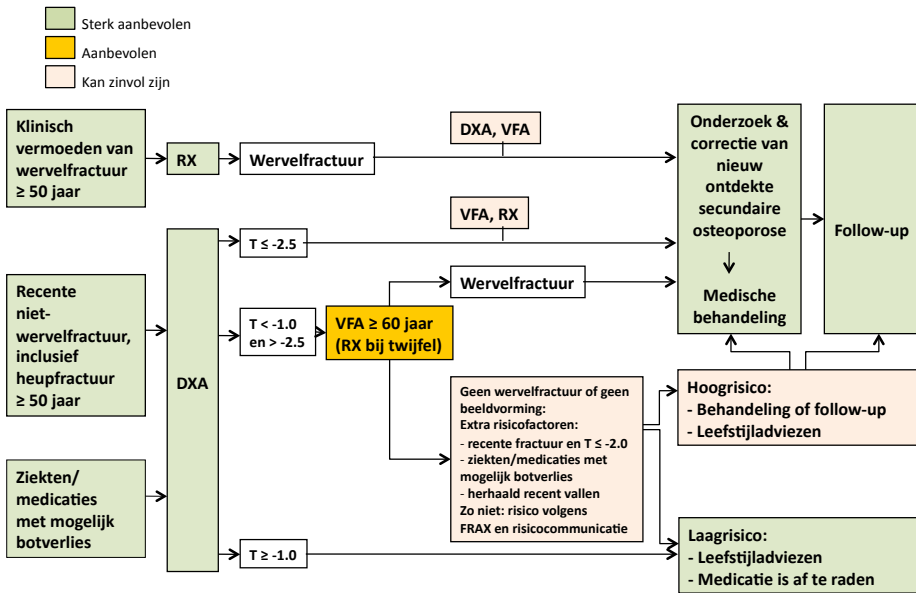 Sterk aanbevolen
Aanbevolen
Kan zinvol zijn
Klinisch
vermoeden van
wervelfractuur
≥ 50 jaar
RX
Wervelfractuur
DXA, VFA
Onderzoek &
correctie van
nieuw
ontdekte
secundaire
osteoporose
Medische
behandeling
Follow-up
VFA, RX
T ≤ -2.5
Wervelfractuur
Recente
niet-
wervelfractuur,
inclusief
heupfractuur
≥ 50 jaar
DXA
T < -1.0
en > -2.5
VFA ≥ 60 jaar
(RX bij twijfel)
Geen wervelfractuur of geen
beeldvorming:
Extra risicofactoren:
- recente fractuur en T ≤ -2.0
- ziekten/medicaties met
mogelijk botverlies
- herhaald recent vallen
Zo niet: risico volgens
FRAX en risicocommunicatie
Hoogrisico:
- Behandeling of follow-up
- Leefstijladviezen
Ziekten/
medicaties
met mogelijk
botverlies
T ≥ -1.0
Laagrisico:
- Leefstijladviezen
- Medicatie is af te raden